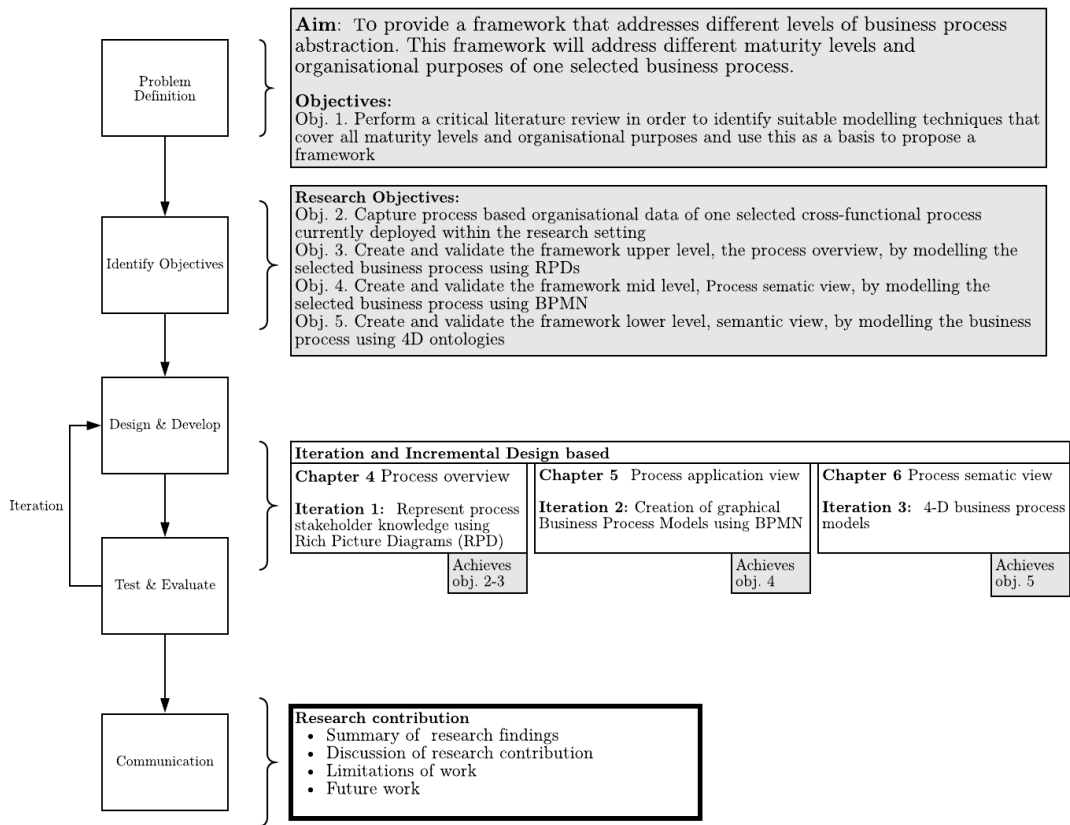 Problem
Definition
Aim: To provide a framework that addresses different levels of business process
abstraction. This framework will address different maturity levels and
organisational purposes of one selected business process.
Objectives:
Obj. 1. Perform a critical literature review in order to identify suitable modelling techniques that
cover all maturity levels and organisational purposes and use this as a basis to propose a
framework
Identify Objectives
Research Objectives:
Obj. 2. Capture process based organisational data of one selected cross-functional process
currently deployed within the research setting
Obj. 3. Create and validate the framework upper level, the process overview, by modelling the
selected business process using RPDs
Obj. 4. Create and validate the framework mid level, Process sematic view, by modelling the
selected business process using BPMN
Obj. 5. Create and validate the framework lower level, semantic view, by modelling the business
process using 4D ontologies
Design & Develop
Iteration
Test & Evaluate
Iteration and Incremental Design based
Chapter 4 Process overview
Iteration 1: Represent process
stakeholder knowledge using
Rich Picture Diagrams (RPD)
Achieves
obj. 2-3
Chapter 5 Process application view
Iteration 2: Creation of graphical
Business Process Models using BPMN
Achieves
obj. 4
Chapter 6 Process sematic view
Iteration 3: 4-D business process
models
Achieves
obj. 5
Communication
Research contribution
• Summary of research findings
• Discussion of research contribution
• Limitations of work
• Future work